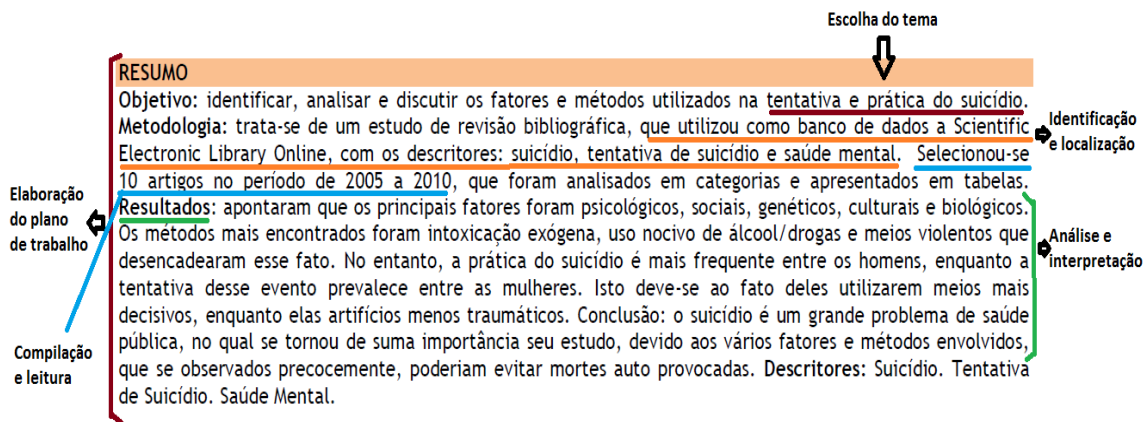 Escolha do tema
RESUMO
Objetivo: identificar, analisar e discutir os fatores e métodos utilizados na tentativa e prática do suicídio.
Metodologia: trata-se de um estudo de revisão bibliográfica, que utilizou como banco de dados a Scientific
Electronic Library Online, com os descritores: suicídio, tentativa de suicídio e saúde mental. Selecionou-se
10 artigos no período de 2005 a 2010, que foram analisados em categorias e apresentados em tabelas.
Resultados: apontaram que os principais fatores foram psicológicos, sociais, genéticos, culturais e biológicos.
Os métodos mais encontrados foram intoxicação exógena, uso nocivo de álcool/drogas e meios violentos que
desencadearam esse fato. No entanto, a prática do suicídio é mais frequente entre os homens, enquanto a
tentativa desse evento prevalece entre as mulheres. Isto deve-se ao fato deles utilizarem meios mais
decisivos, enquanto elas artifícios menos traumáticos. Conclusão: o suicídio é um grande problema de saúde
pública, no qual se tornou de suma importância seu estudo, devido aos vários fatores e métodos envolvidos,
que se observados precocemente, poderiam evitar mortes auto provocadas. Descritores: Suicídio. Tentativa
de Suicídio. Saúde Mental.
Identificação
e localização
Elaboração
do plano
de trabalho
Análise e
interpretação
Compilação
e leitura